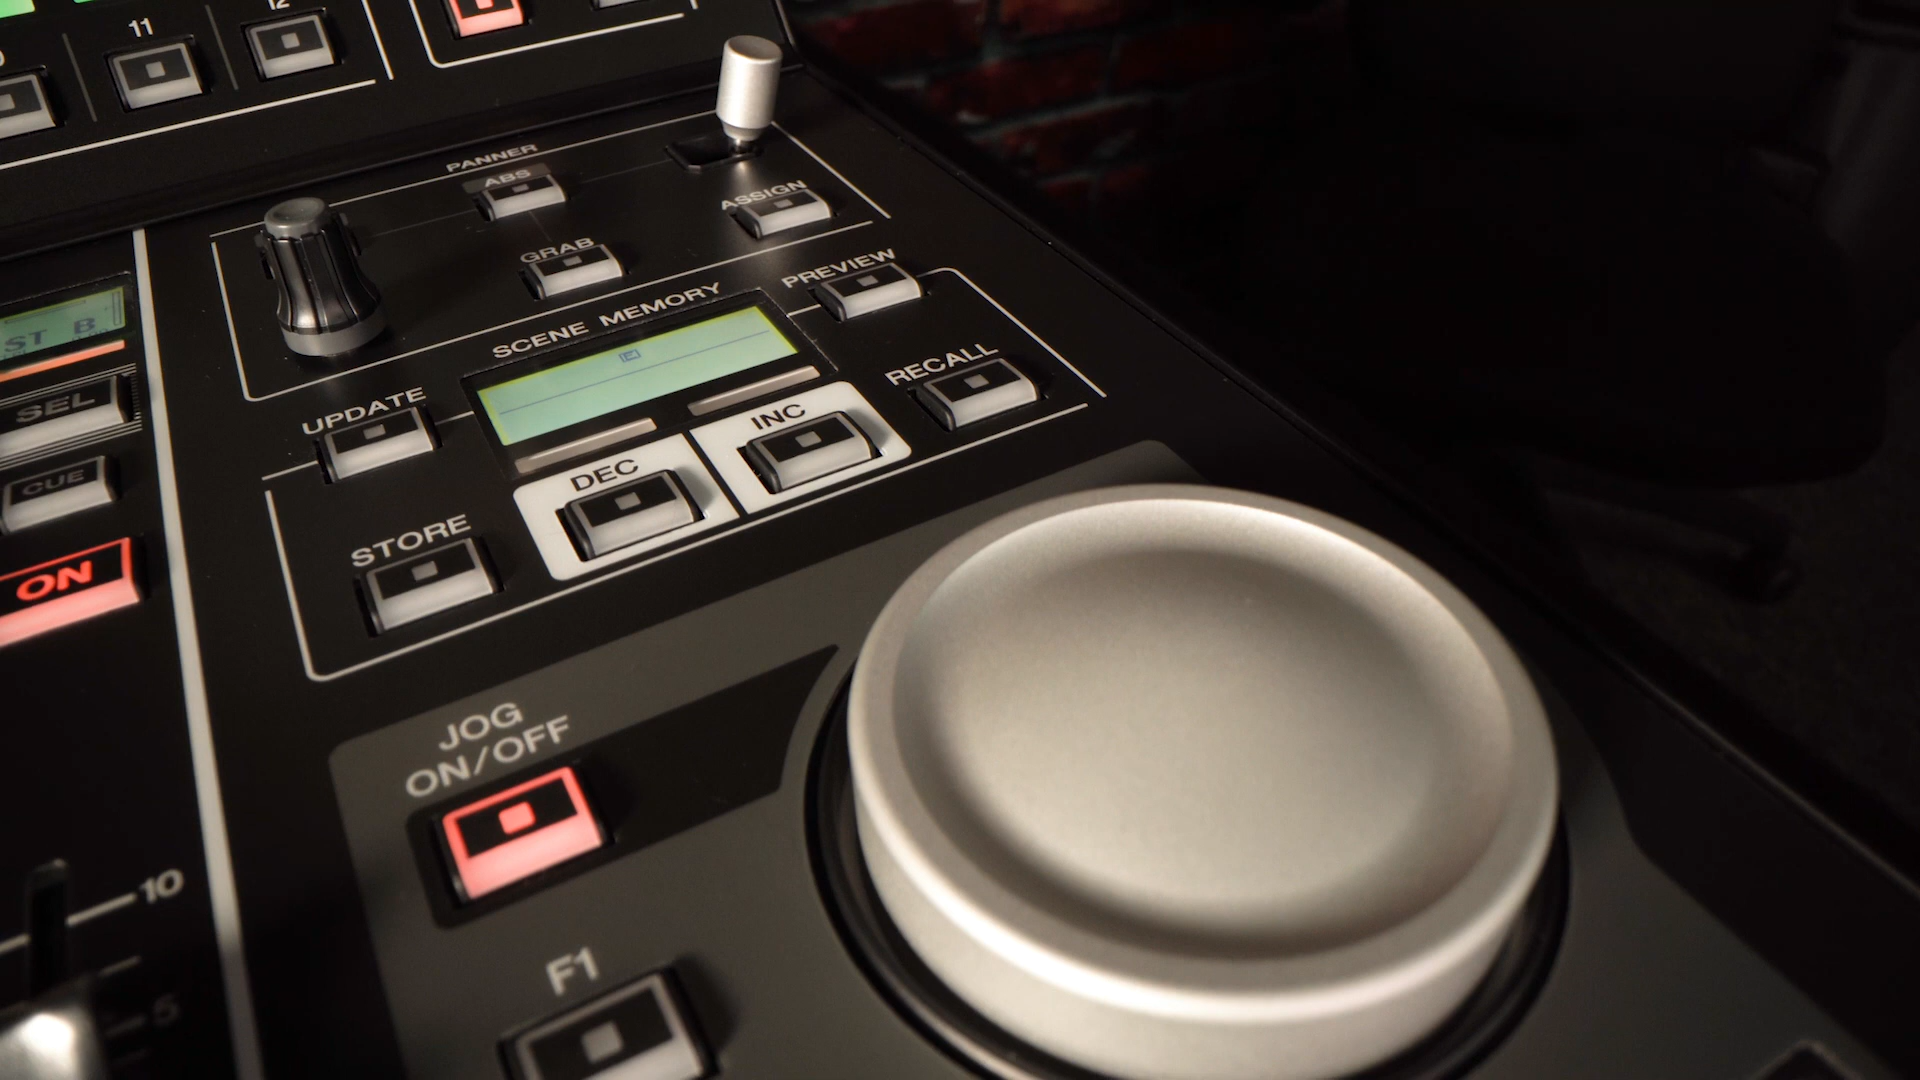 11
12
PANNER
ABS
ASSIGN
GRAB
PREVIEW
SCENE MEMORY
ST B
RECALL
UPDATE
INC
SEL
DEC
CUE
STORE
ON
JOG
ON/OFF
10
F1
5